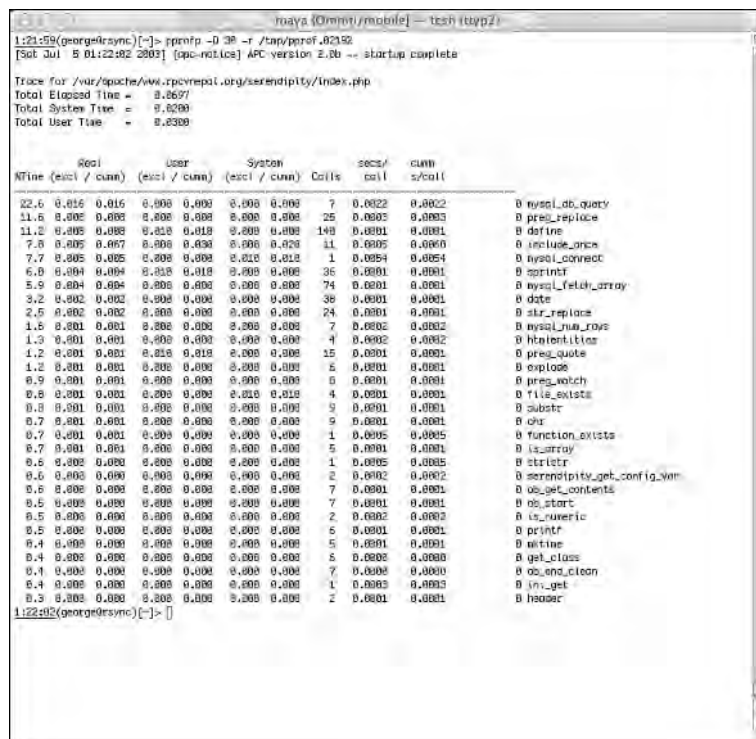 maya (Omniti/mobile) — tcsh (ttyp2)
1:21:59(george@rsync)[~]> pprofp -D 30 -r /tmp/pprof.02192
[Sat Jul 5 01:22:02 2003] [apc-notice] APC version 2.0b -- startup complete
Trace for /var/apache/www.rpcvnepal.org/serendipity/index.php
Total Elapsed Time = 0.0697
Total System Time = 0.0200
Total User Time = 0.0300
Real User System secs/ cumm
%Time (excl / cumm) (excl / cumm) (excl / cumm) Calls call s/call
22.6 0.016 0.016 0.000 0.000 0.000 0.000 7 0.0022 0.0022 0 mysql_db_query
11.6 0.008 0.008 0.000 0.000 0.000 0.000 26 0.0003 0.0003 0 preg_replace
11.2 0.008 0.008 0.010 0.010 0.000 0.000 140 0.0001 0.0001 0 define
7.8 0.005 0.067 0.000 0.030 0.000 0.020 11 0.0005 0.0060 0 include_once
7.7 0.005 0.005 0.000 0.000 0.010 0.010 1 0.0054 0.0054 0 mysql_connect
6.0 0.004 0.004 0.010 0.010 0.000 0.000 36 0.0001 0.0001 0 sprintf
5.9 0.004 0.004 0.000 0.000 0.000 0.000 74 0.0001 0.0001 0 mysql_fetch_array
3.2 0.002 0.002 0.000 0.000 0.000 0.000 30 0.0001 0.0001 0 date
2.5 0.002 0.002 0.000 0.000 0.000 0.000 24 0.0001 0.0001 0 str_replace
1.6 0.001 0.001 0.000 0.000 0.000 0.000 7 0.0002 0.0002 0 mysql_num_rows
1.3 0.001 0.001 0.000 0.000 0.000 0.000 4 0.0002 0.0002 0 htmlentities
1.2 0.001 0.001 0.010 0.010 0.000 0.000 15 0.0001 0.0001 0 preg_quote
1.2 0.001 0.001 0.000 0.000 0.000 0.000 6 0.0001 0.0001 0 explode
0.9 0.001 0.001 0.000 0.000 0.000 0.000 8 0.0001 0.0001 0 preg_match
0.8 0.001 0.001 0.000 0.000 0.010 0.010 4 0.0001 0.0001 0 file_exists
0.8 0.001 0.001 0.000 0.000 0.000 0.000 9 0.0001 0.0001 0 substr
0.7 0.001 0.001 0.000 0.000 0.000 0.000 9 0.0001 0.0001 0 chr
0.7 0.001 0.001 0.000 0.000 0.000 0.000 1 0.0005 0.0005 0 function_exists
0.7 0.001 0.001 0.000 0.000 0.000 0.000 5 0.0001 0.0001 0 is_array
0.6 0.000 0.000 0.000 0.000 0.000 0.000 1 0.0005 0.0005 0 stristr
0.6 0.000 0.000 0.000 0.000 0.000 0.000 2 0.0002 0.0002 0 serendipity_get_config_var
0.6 0.000 0.000 0.000 0.000 0.000 0.000 7 0.0001 0.0001 0 ob_get_contents
0.5 0.000 0.000 0.000 0.000 0.000 0.000 7 0.0001 0.0001 0 ob_start
0.5 0.000 0.000 0.000 0.000 0.000 0.000 2 0.0002 0.0002 0 is_numeric
0.5 0.000 0.000 0.000 0.000 0.000 0.000 6 0.0001 0.0001 0 printf
0.4 0.000 0.000 0.000 0.000 0.000 0.000 5 0.0001 0.0001 0 mktime
0.4 0.000 0.000 0.000 0.000 0.000 0.000 6 0.0000 0.0000 0 get_class
0.4 0.000 0.000 0.000 0.000 0.000 0.000 7 0.0000 0.0000 0 ob_end_clean
0.4 0.000 0.000 0.000 0.000 0.000 0.000 1 0.0003 0.0003 0 ini_get
0.3 0.000 0.000 0.000 0.000 0.000 0.000 2 0.0001 0.0001 0 header
1:22:02(george@rsync)[~]>